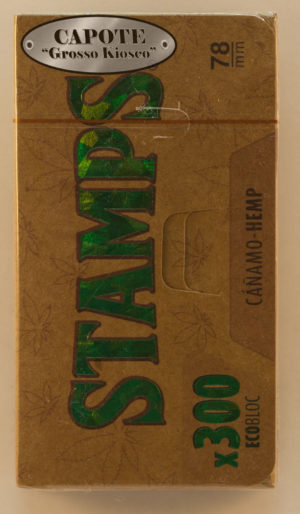 CAPOTE
"Grosso Kiosco"
78
mm
STAMPS
CÁÑAMO-HEMP
x300
ECOBLOC